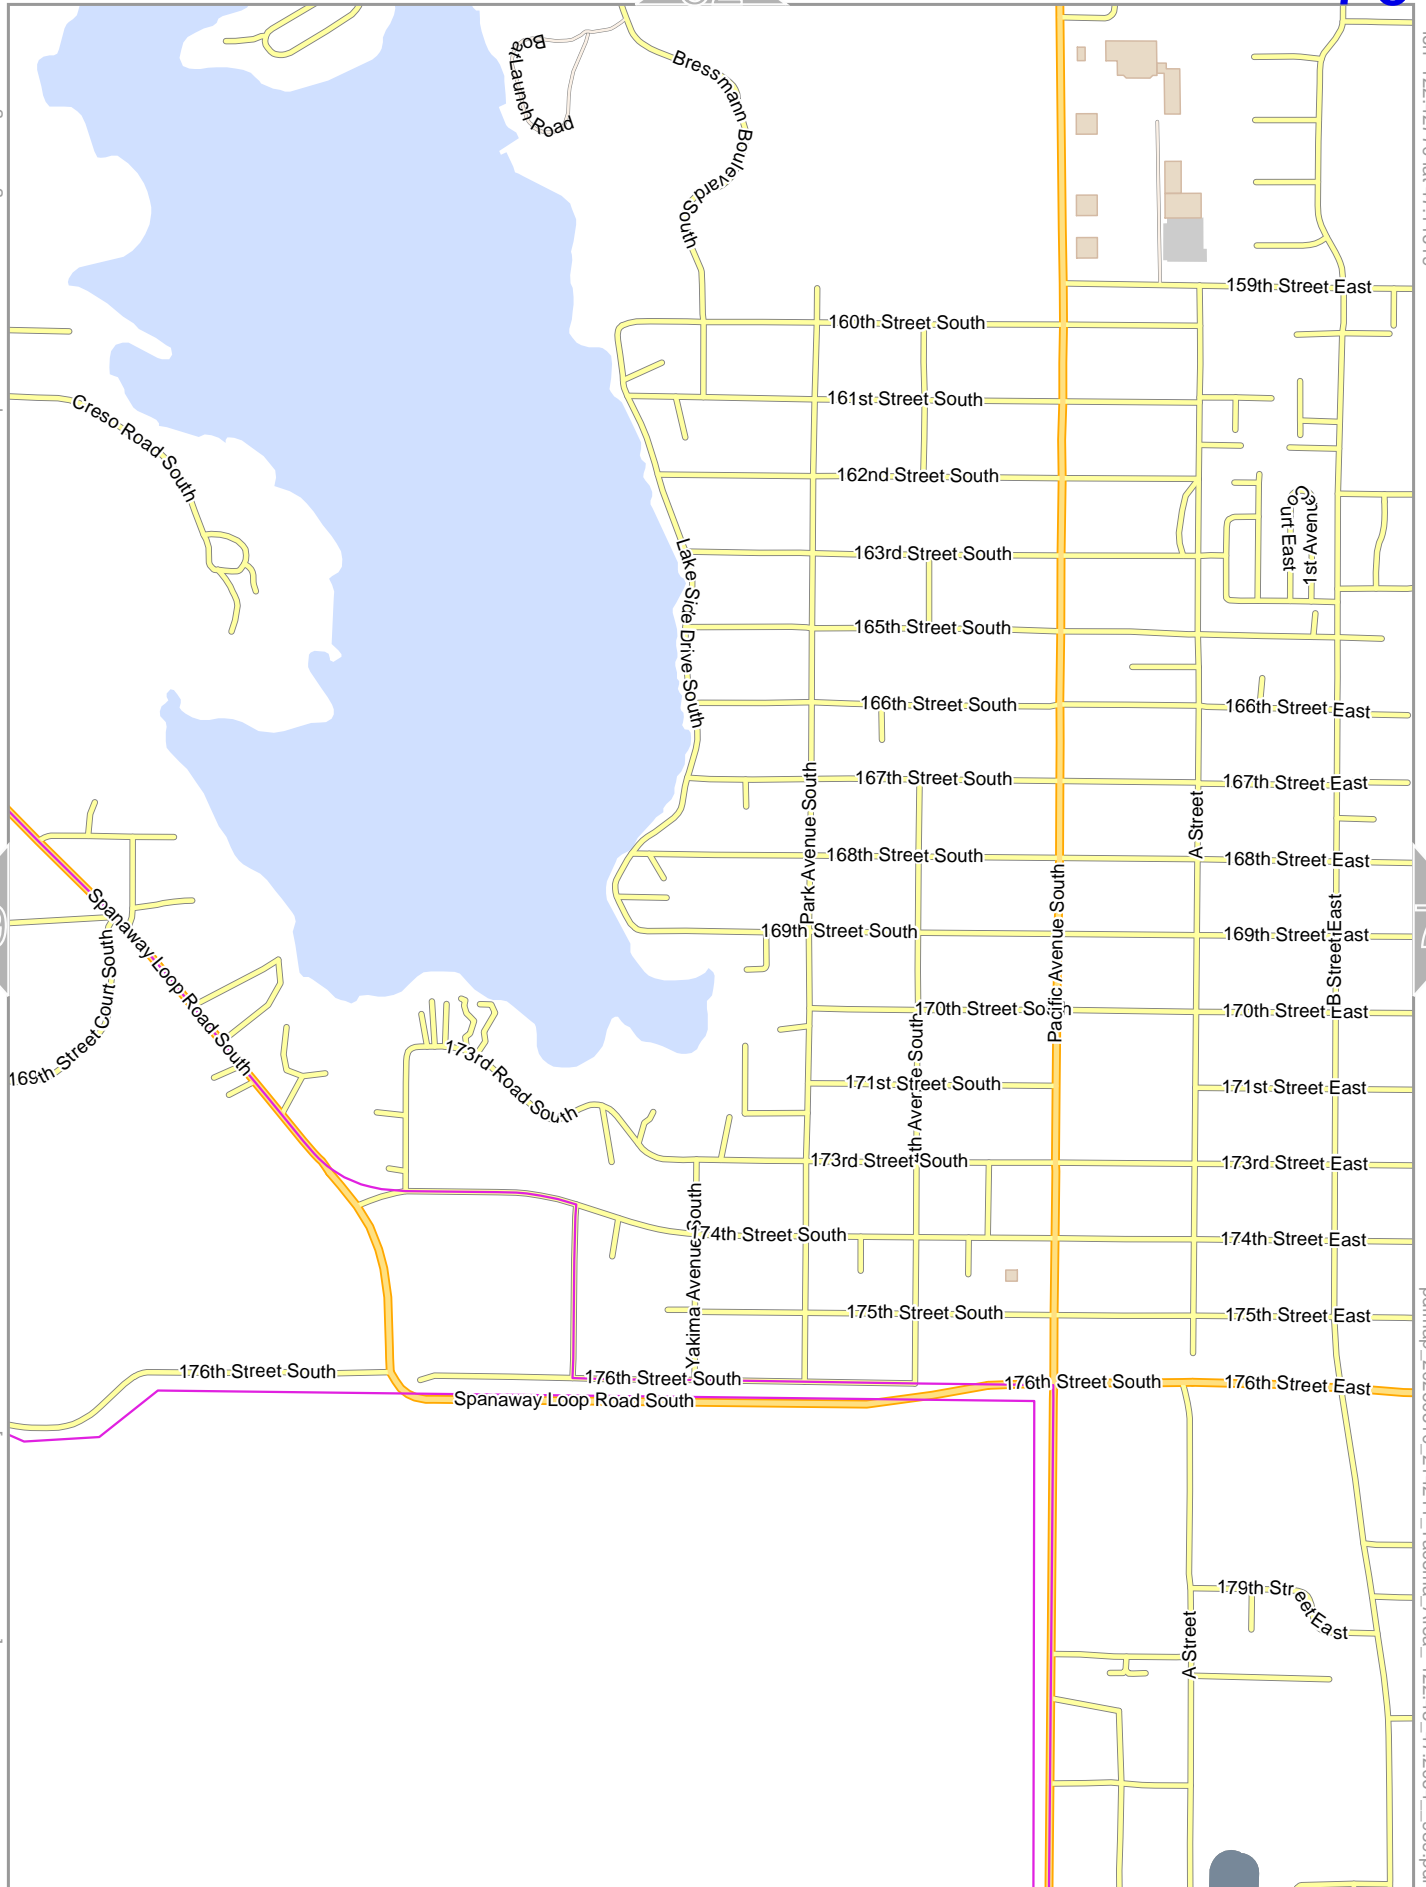 Boat Launch Road
Bressmann Boulevard South
159th Street East
160th Street South
161st Street South
Creso Road South
162nd Street South
Court East
1st Avenue
163rd Street South
Lake Side Drive South
165th Street South
166th Street South
166th Street East
167th Street South
167th Street East
Park Avenue South
A Street
168th Street South
168th Street East
Pacific Avenue South
Spanaway Loop Road South
169th Street Court South
169th Street South
169th Street East
B Street East
170th Street South
170th Street East
173rd Road South
171st Street South
171st Street East
th Avenue South
173rd Street South
173rd Street East
Yakima Avenue South
174th Street South
174th Street East
175th Street South
175th Street East
176th Street South
176th Street South
176th Street South
176th Street East
Spanaway Loop Road South
179th Street East
A Street